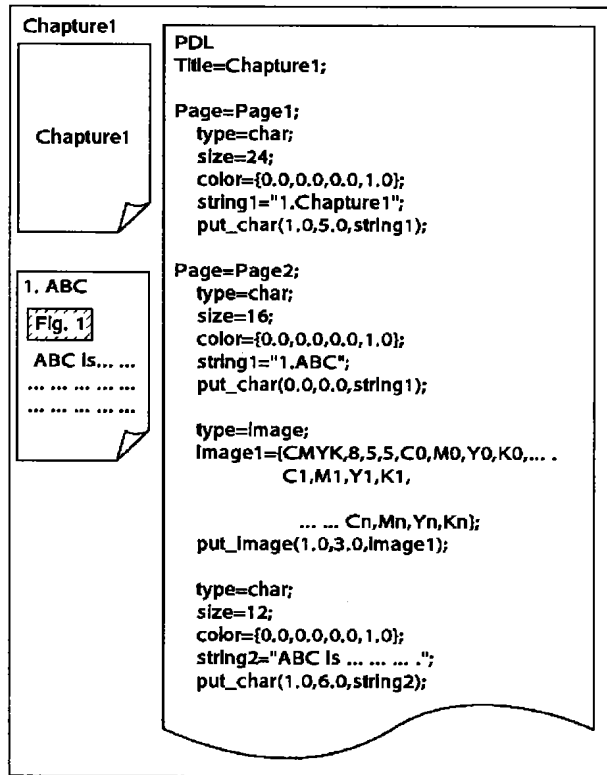 Chapture1
Chapture1
1. ABC
Fig. 1
ABC is... ...
... ... ... ... ...
... ... ... ... ...
PDL
Title=Chapture1;
Page=Page1;
type=char;
size=24;
color={0.0,0.0,0.0,1.0};
string1="1.Chapture1";
put_char(1.0,5.0,string1);
Page=Page2;
type=char;
size=16;
color={0.0,0.0,0.0,1.0};
string1="1.ABC";
put_char(0.0,0.0,string1);
type=image;
image1={CMYK,8,5,5,C0,M0,Y0,K0,... .
C1,M1,Y1,K1,
... ... Cn,Mn,Yn,Kn};
put_image(1.0,3.0,image1);
type=char;
size=12;
color={0.0,0.0,0.0,1.0};
string2="ABC is ... ... ... .";
put_char(1.0,6.0,string2);